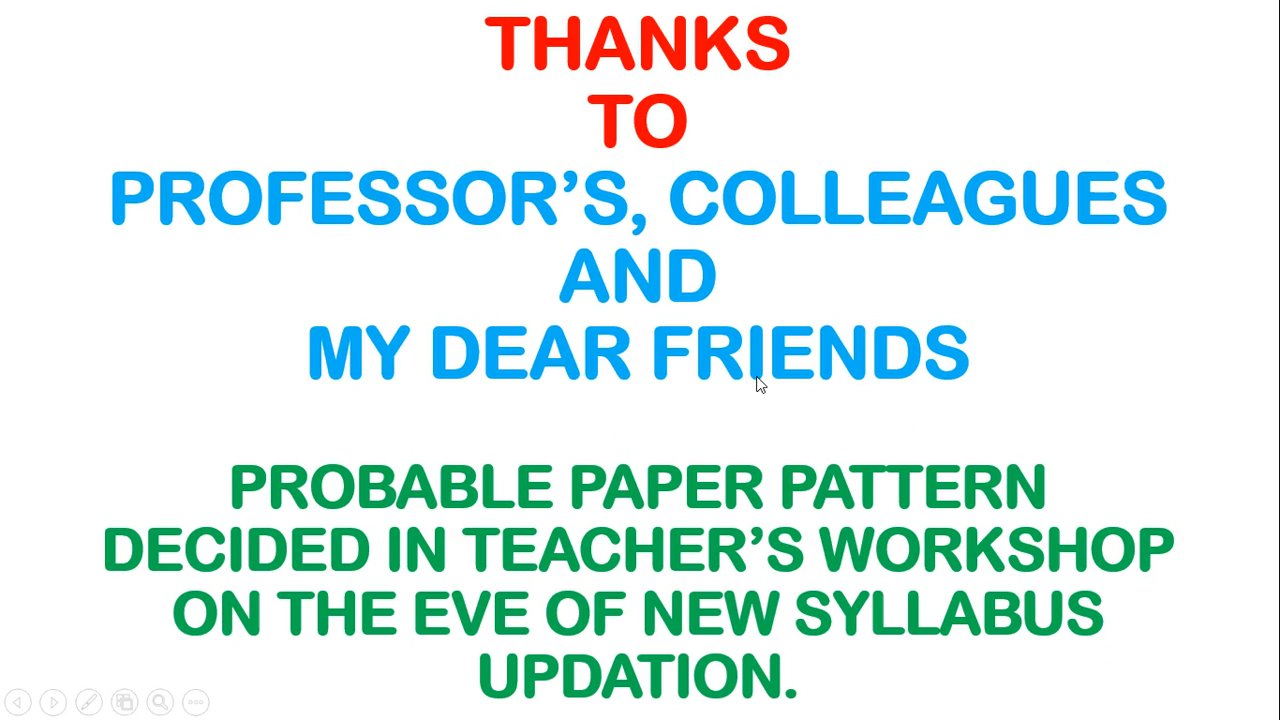 THANKS
TO
PROFESSOR’S, COLLEAGUES
AND
MY DEAR FRIENDS
PROBABLE PAPER PATTERN
DECIDED IN TEACHER’S WORKSHOP
ON THE EVE OF NEW SYLLABUS
UPDATION.